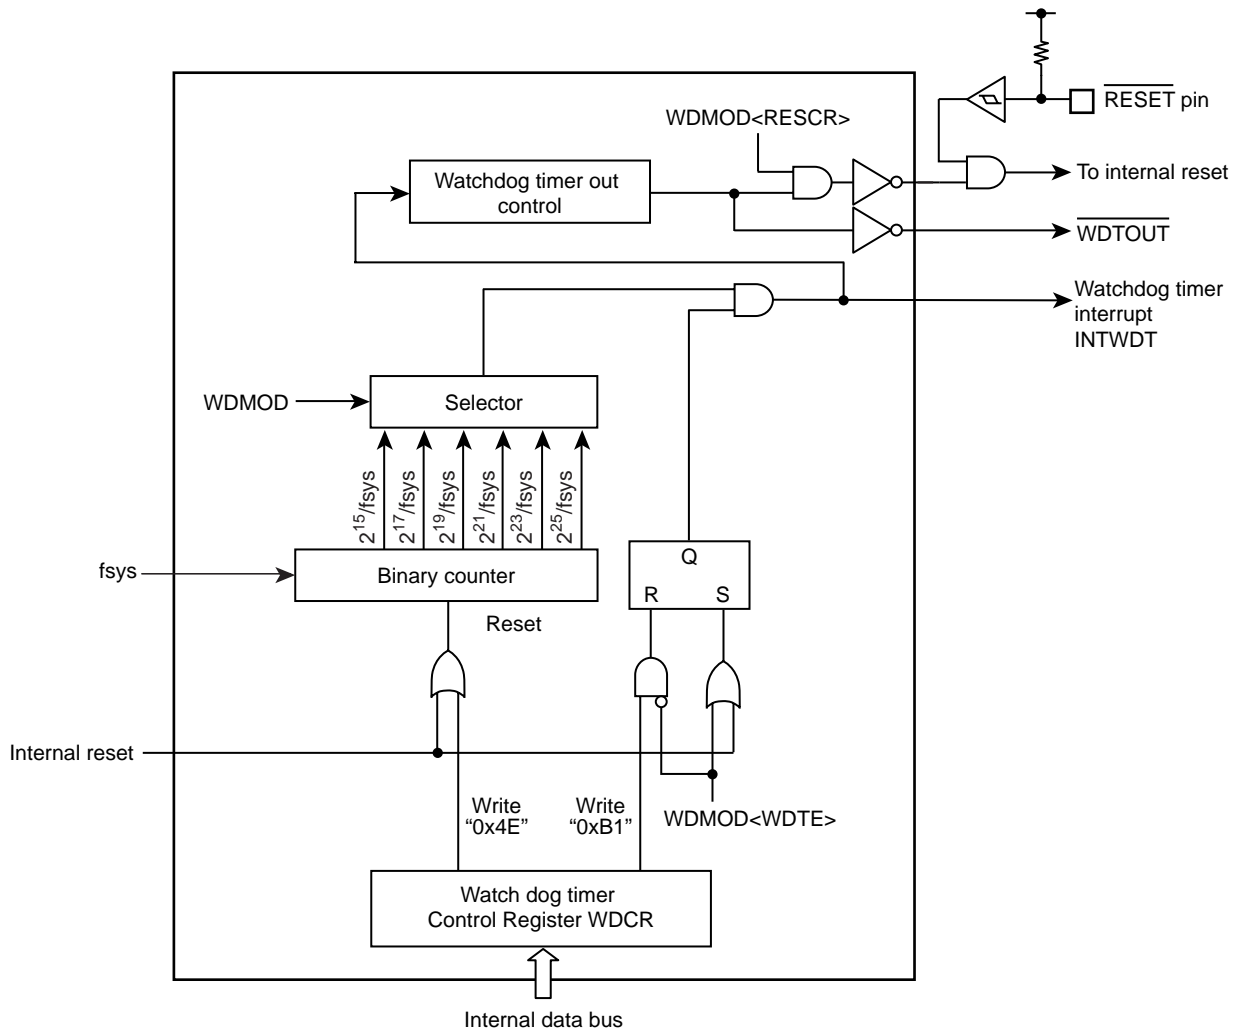 RESET pin
WDMOD<RESCR>
Watchdog timer out
control
To internal reset
WDTOUT
Watchdog timer
interrupt
INTWDT
WDMOD
Selector
2^15/fsys
2^17/fsys
2^19/fsys
2^21/fsys
2^23/fsys
2^25/fsys
fsys
Binary counter
Q
R S
Reset
Internal reset
Write
“0x4E”
Write
“0xB1”
WDMOD<WDTE>
Watch dog timer
Control Register WDCR
Internal data bus